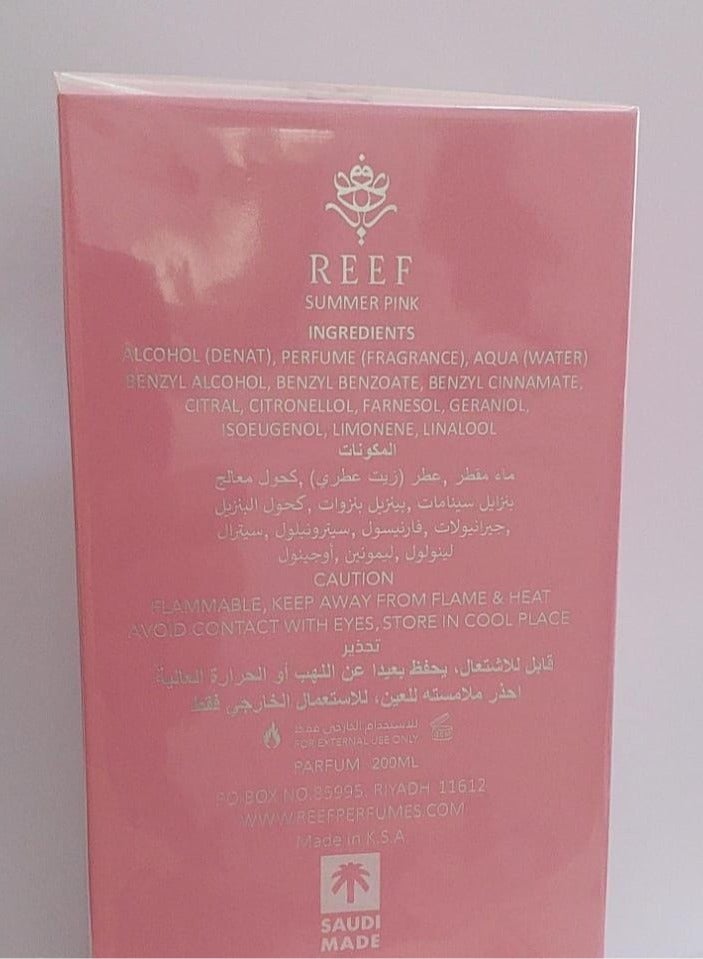 REEF
SUMMER PINK
INGREDIENTS
ALCOHOL (DENAT), PERFUME (FRAGRANCE), AQUA (WATER)
BENZYL ALCOHOL, BENZYL BENZOATE, BENZYL CINNAMATE,
CITRAL, CITRONELLOL, FARNESOL, GERANIOL,
ISOEUGENOL, LIMONENE, LINALOOL
المكونات
ماء مقطر ,عطر (زيت عطري) ,كحول معالج
بنزايل سينامات ,بينزيل بنزوات ,كحول البنزيل
,جيرانيولات ,فارنيسول ,سيترونيلول ,سيترال
لينولول ,ليمونين ,أوجينول
CAUTION
FLAMMABLE, KEEP AWAY FROM FLAME & HEAT
AVOID CONTACT WITH EYES, STORE IN COOL PLACE
تحذير
قابل للاشتعال، يحفظ بعيدا عن اللهب أو الحرارة العالية
احذر ملامسته للعين، للاستعمال الخارجي فقط
للاستخدام الخارجي فقط
FOR EXTERNAL USE ONLY
PARFUM 200ML
PO BOX NO.85995, RIYADH 11612
WWW.REEFPERFUMES.COM
Made in K.S.A
SAUDI
MADE